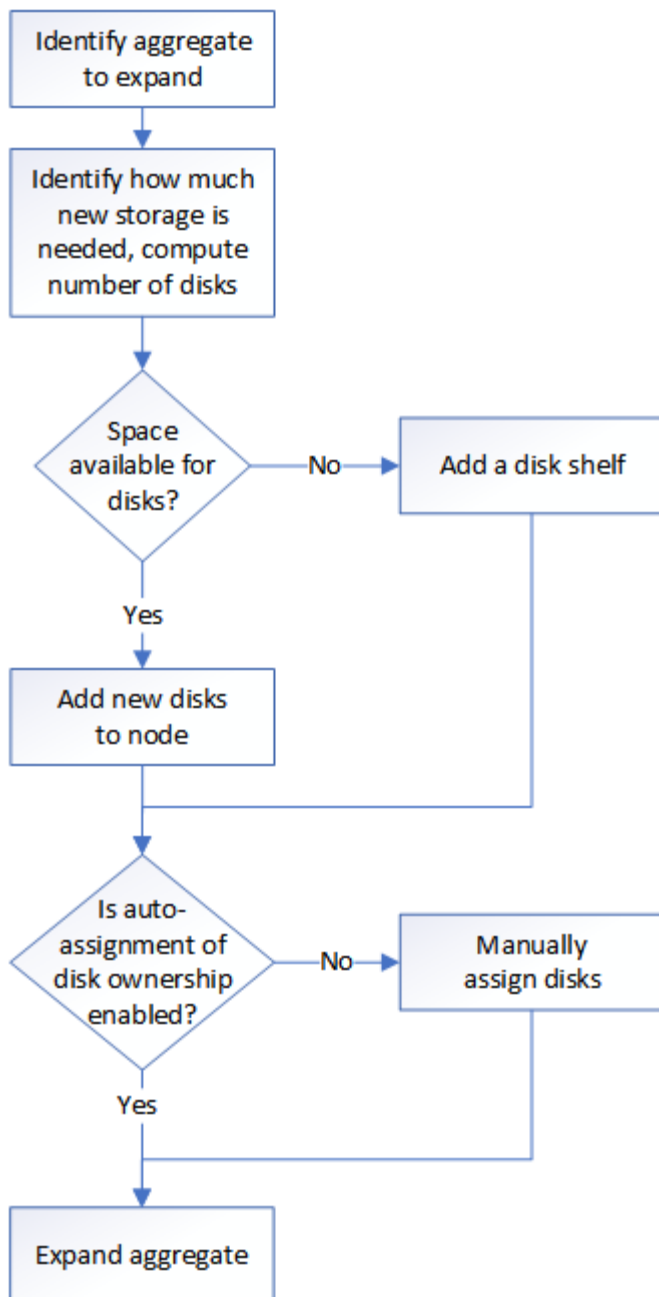 Identify aggregate
to expand
Identify how much
new storage is
needed, compute
number of disks
Space
available for
disks?
No
Add a disk shelf
Yes
Add new disks
to node
Is auto-
assignment of
disk ownership
enabled?
No
Manually
assign disks
Yes
Expand aggregate